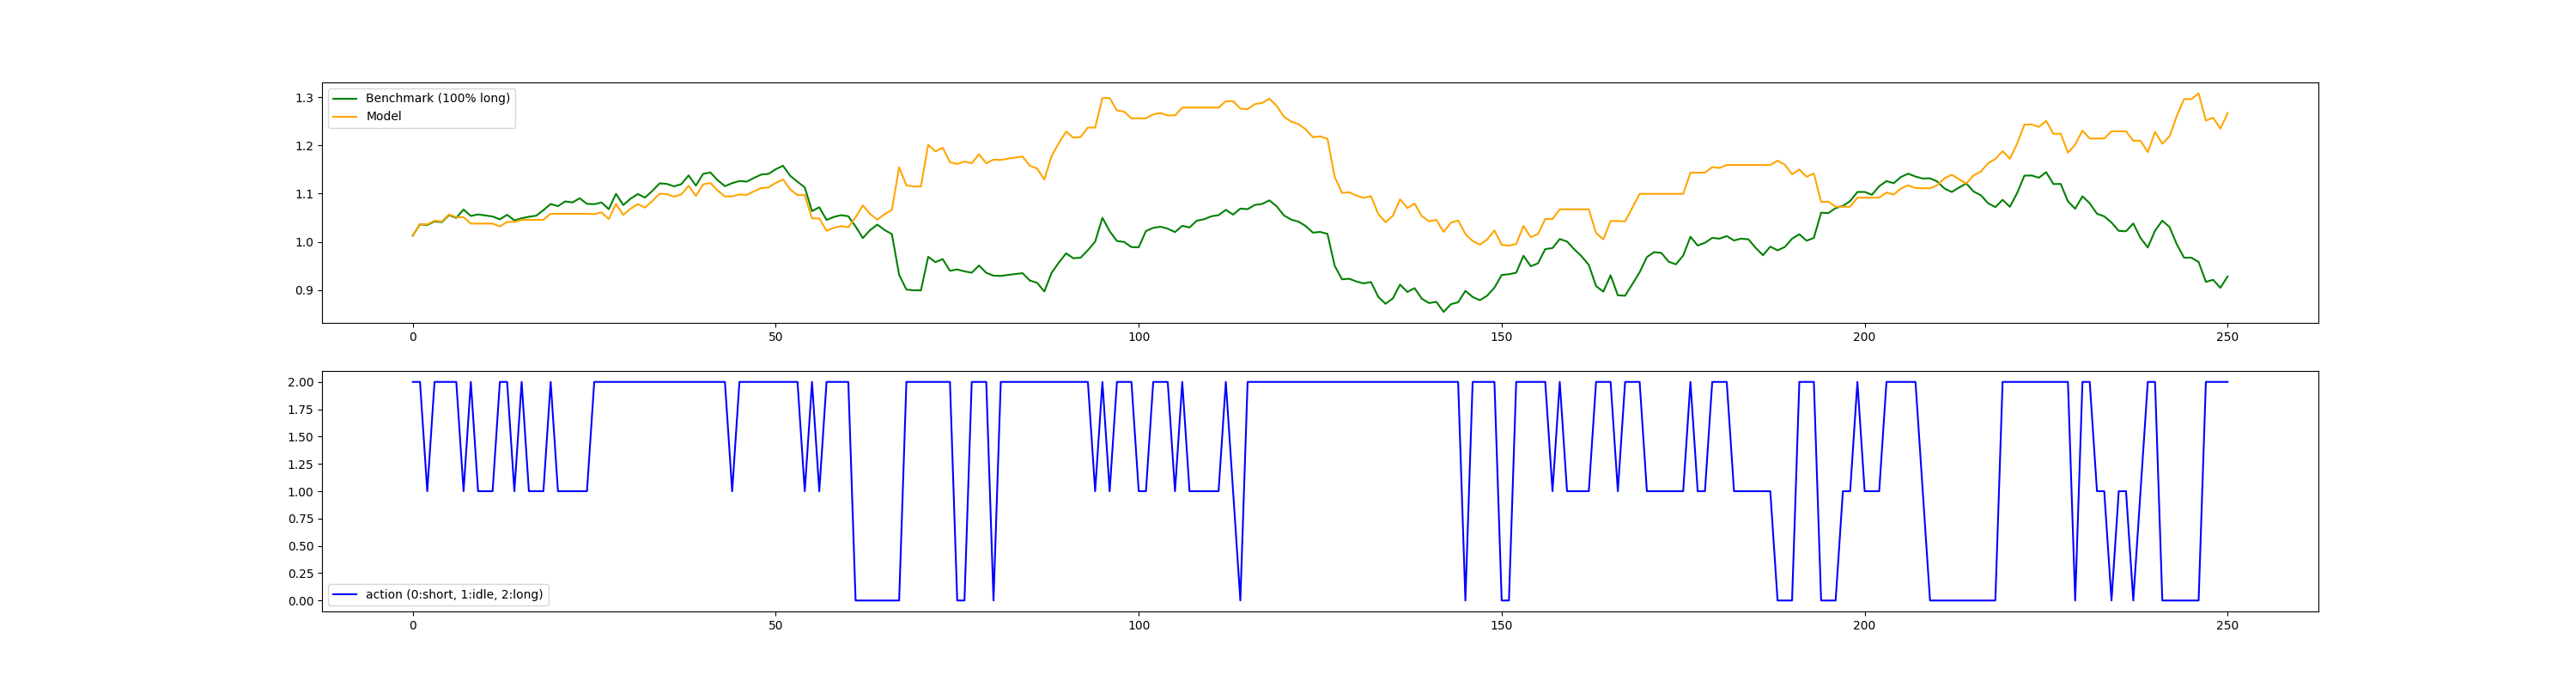 1.3
1.2
1.1
1.0
0.9
Benchmark (100% long)
Model
0 50 100 150 200 250
2.00
1.75
1.50
1.25
1.00
0.75
0.50
0.25
0.00
action (0:short, 1:idle, 2:long)
0 50 100 150 200 250